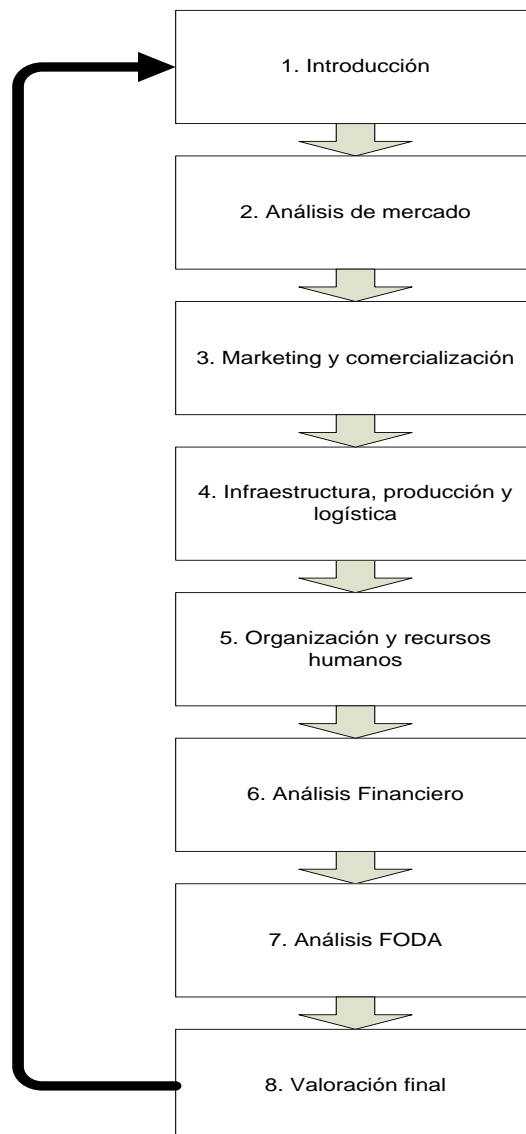 1. Introducción
2. Análisis de mercado
3. Marketing y comercialización
4. Infraestructura, producción y
logística
5. Organización y recursos
humanos
6. Análisis Financiero
7. Análisis FODA
8. Valoración final